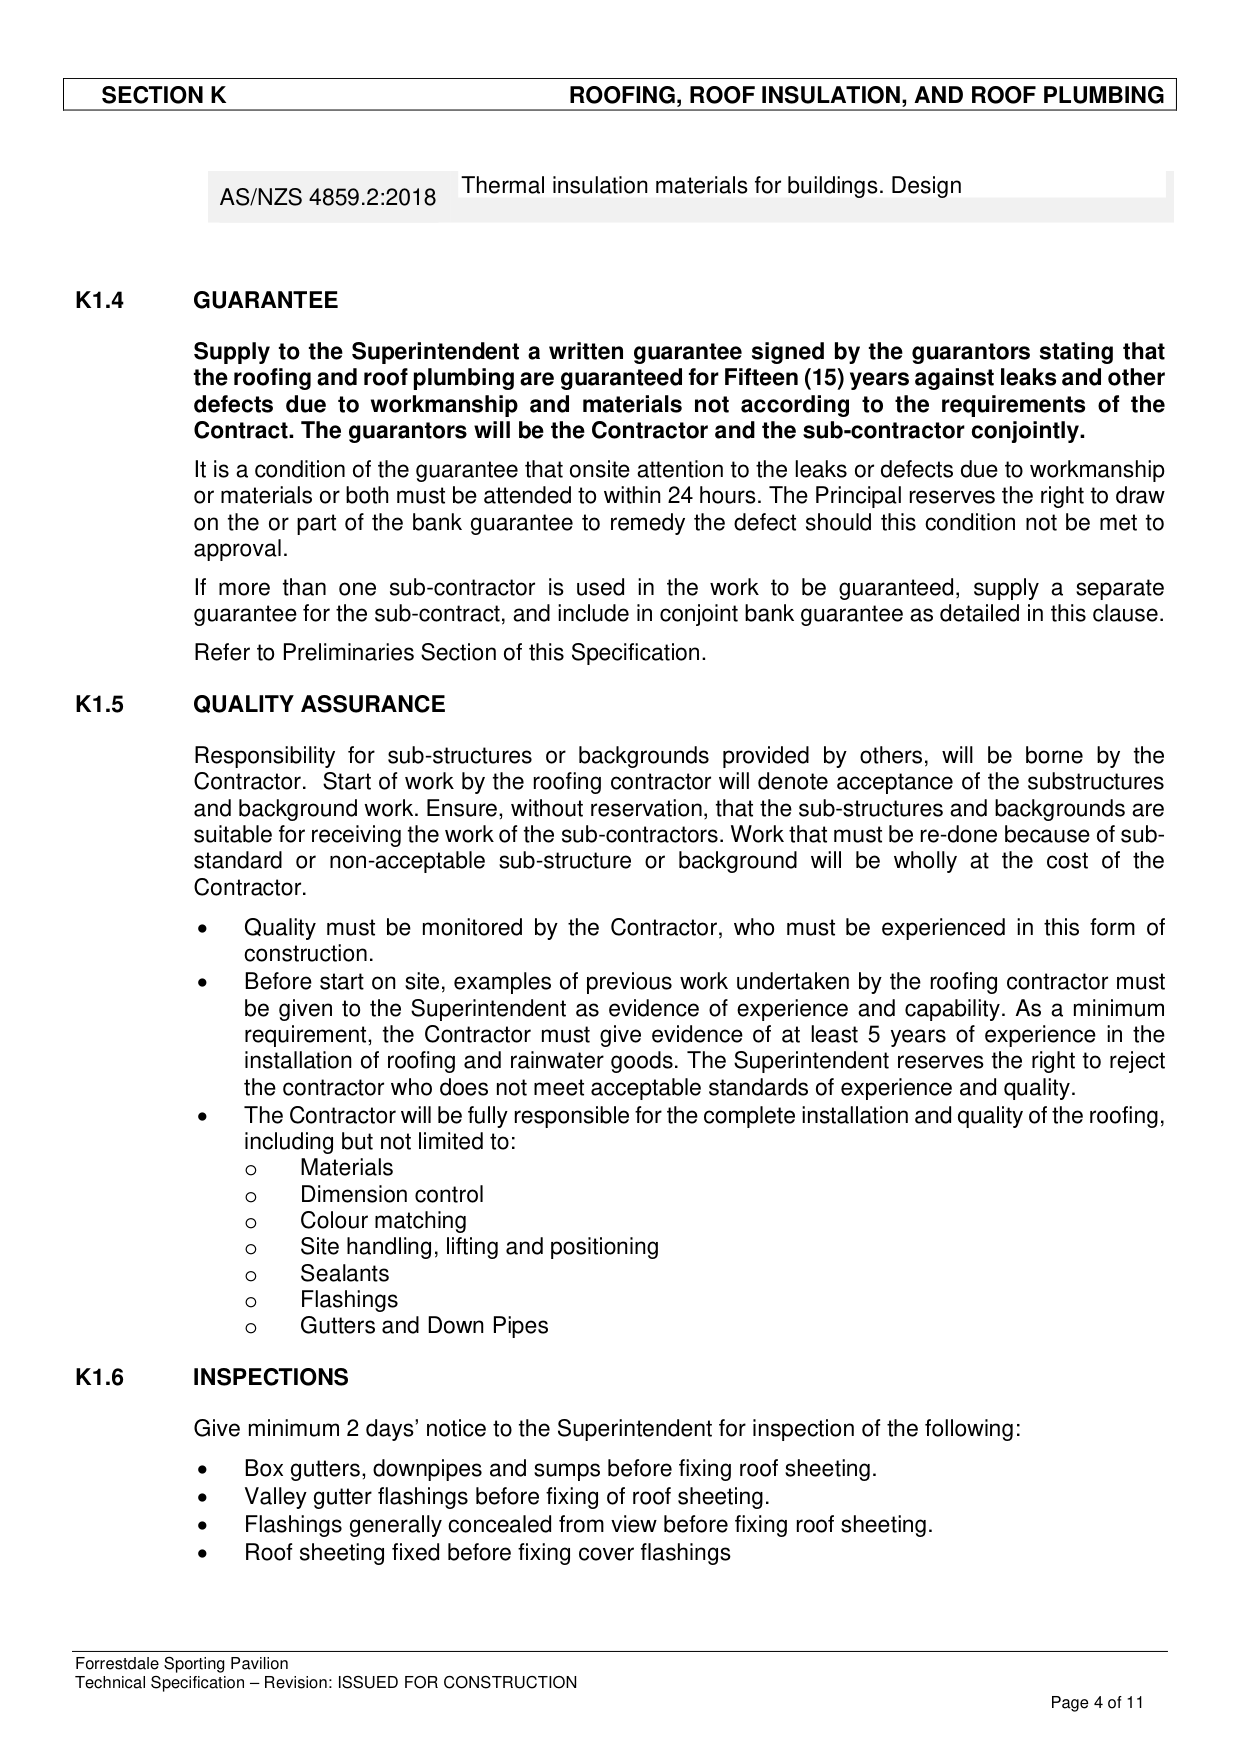 SECTION K ROOFING, ROOF INSULATION, AND ROOF PLUMBING
AS/NZS 4859.2:2018 Thermal insulation materials for buildings. Design
K1.4 GUARANTEE
Supply to the Superintendent a written guarantee signed by the guarantors stating that
the roofing and roof plumbing are guaranteed for Fifteen (15) years against leaks and other
defects due to workmanship and materials not according to the requirements of the
Contract. The guarantors will be the Contractor and the sub-contractor conjointly.
It is a condition of the guarantee that onsite attention to the leaks or defects due to workmanship
or materials or both must be attended to within 24 hours. The Principal reserves the right to draw
on the or part of the bank guarantee to remedy the defect should this condition not be met to
approval.
If more than one sub-contractor is used in the work to be guaranteed, supply a separate
guarantee for the sub-contract, and include in conjoint bank guarantee as detailed in this clause.
Refer to Preliminaries Section of this Specification.
K1.5 QUALITY ASSURANCE
Responsibility for sub-structures or backgrounds provided by others, will be borne by the
Contractor. Start of work by the roofing contractor will denote acceptance of the substructures
and background work. Ensure, without reservation, that the sub-structures and backgrounds are
suitable for receiving the work of the sub-contractors. Work that must be re-done because of sub-
standard or non-acceptable sub-structure or background will be wholly at the cost of the
Contractor.
• Quality must be monitored by the Contractor, who must be experienced in this form of
construction.
• Before start on site, examples of previous work undertaken by the roofing contractor must
be given to the Superintendent as evidence of experience and capability. As a minimum
requirement, the Contractor must give evidence of at least 5 years of experience in the
installation of roofing and rainwater goods. The Superintendent reserves the right to reject
the contractor who does not meet acceptable standards of experience and quality.
• The Contractor will be fully responsible for the complete installation and quality of the roofing,
including but not limited to:
o Materials
o Dimension control
o Colour matching
o Site handling, lifting and positioning
o Sealants
o Flashings
o Gutters and Down Pipes
K1.6 INSPECTIONS
Give minimum 2 days’ notice to the Superintendent for inspection of the following:
• Box gutters, downpipes and sumps before fixing roof sheeting.
• Valley gutter flashings before fixing of roof sheeting.
• Flashings generally concealed from view before fixing roof sheeting.
• Roof sheeting fixed before fixing cover flashings
Forrestdale Sporting Pavilion
Technical Specification – Revision: ISSUED FOR CONSTRUCTION
Page 4 of 11